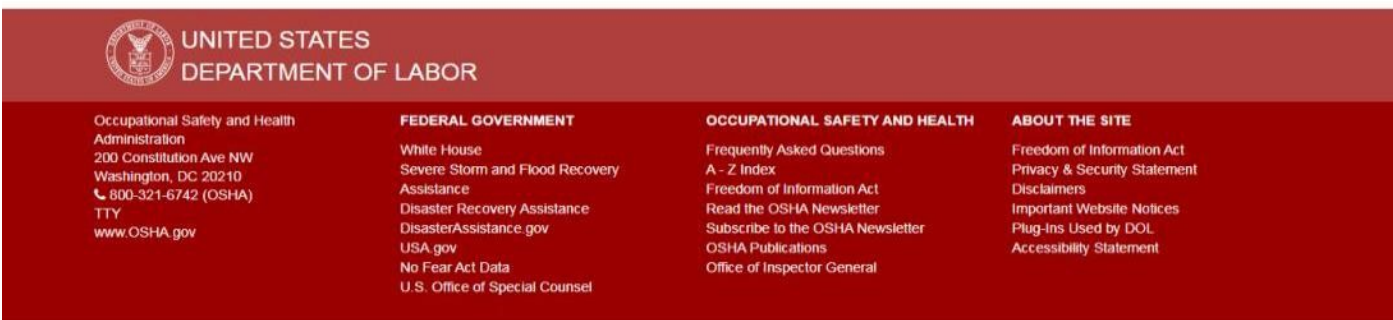 UNITED STATES
DEPARTMENT OF LABOR
Occupational Safety and Health
Administration
200 Constitution Ave NW
Washington, DC 20210
800-321-6742 (OSHA)
TTY
www.OSHA.gov
FEDERAL GOVERNMENT
White House
Severe Storm and Flood Recovery
Assistance
Disaster Recovery Assistance
DisasterAssistance.gov
USA.gov
No Fear Act Data
U.S. Office of Special Counsel
OCCUPATIONAL SAFETY AND HEALTH
Frequently Asked Questions
A - Z Index
Freedom of Information Act
Read the OSHA Newsletter
Subscribe to the OSHA Newsletter
OSHA Publications
Office of Inspector General
ABOUT THE SITE
Freedom of Information Act
Privacy & Security Statement
Disclaimers
Important Website Notices
Plug-Ins Used by DOL
Accessibility Statement